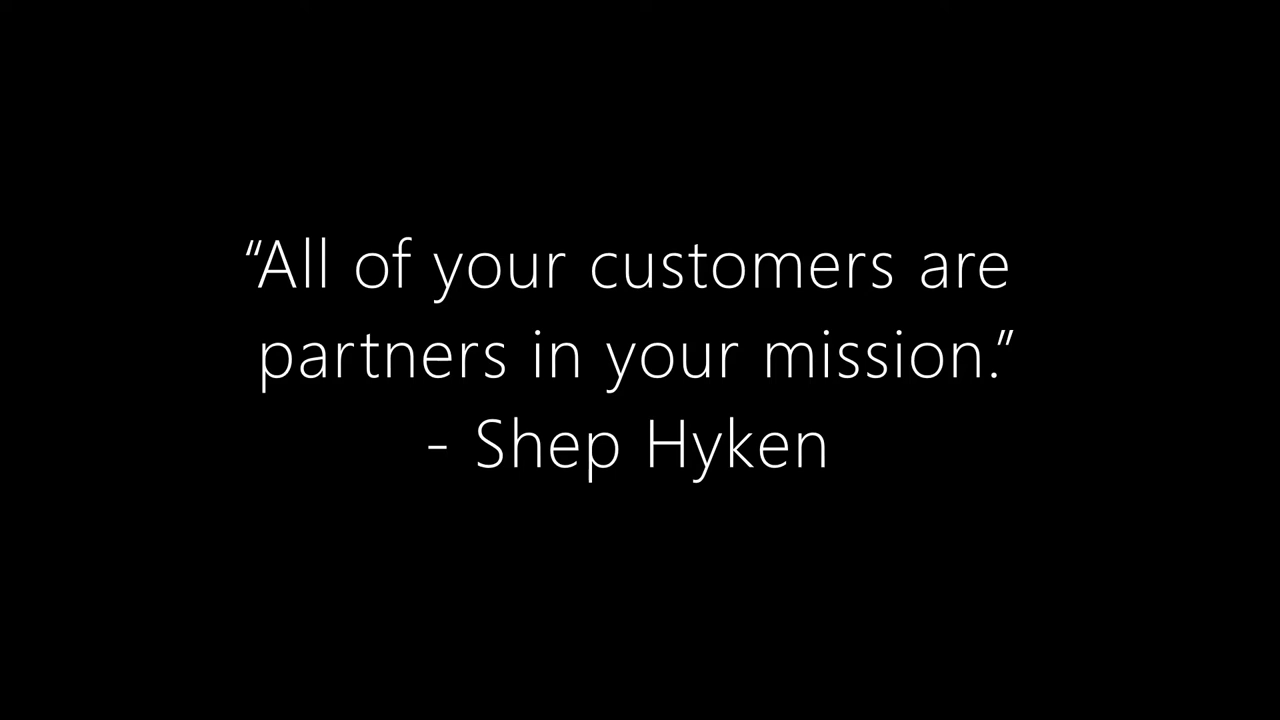 “All of your customers are
partners in your mission.”
- Shep Hyken